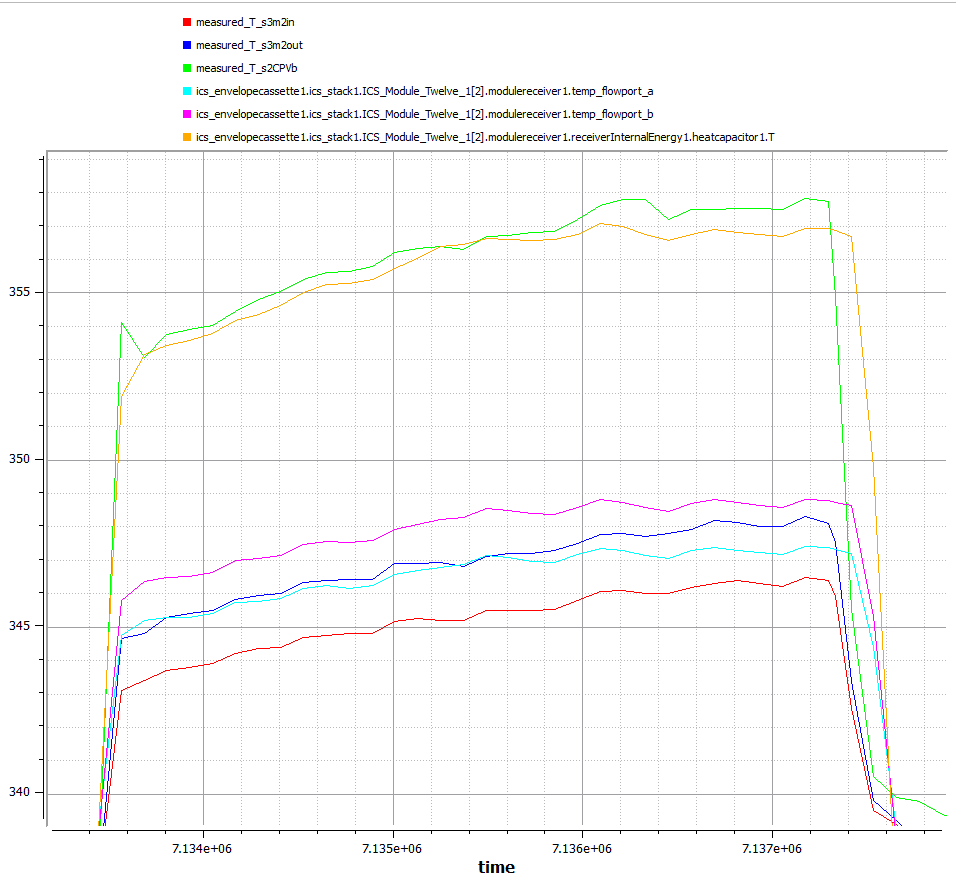 measured_T_s3m2in
measured_T_s3m2out
measured_T_s2CPVb
ics_envelopecassette1.ics_stack1.ICS_Module_Twelve_1[2].modulereceiver1.temp_flowport_a
ics_envelopecassette1.ics_stack1.ICS_Module_Twelve_1[2].modulereceiver1.temp_flowport_b
ics_envelopecassette1.ics_stack1.ICS_Module_Twelve_1[2].modulereceiver1.receiverInternalEnergy1.heatcapacitor1.T
355
350
345
340
7.134e+06 7.135e+06 7.136e+06 7.137e+06
time